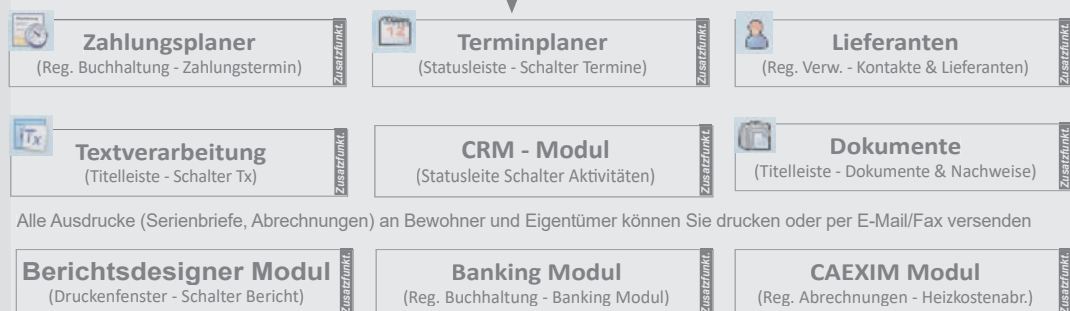 Zahlungsplaner
(Reg. Buchhaltung - Zahlungstermin)
Zusatzfunkt.
12
Terminplaner
(Statusleiste - Schalter Termine)
Zusatzfunkt.
Lieferanten
(Reg. Verw. - Kontakte & Lieferanten)
Zusatzfunkt.
Tx
Textverarbeitung
(Titelleiste - Schalter Tx)
Zusatzfunkt.
CRM - Modul
(Statusleite Schalter Aktivitäten)
Zusatzfunkt.
Dokumente
(Titelleiste - Dokumente & Nachweise)
Zusatzfunkt.
Alle Ausdrucke (Serienbriefe, Abrechnungen) an Bewohner und Eigentümer können Sie drucken oder per E-Mail/Fax versenden
Berichtsdesigner Modul
(Druckenfenster - Schalter Bericht)
Zusatzfunkt.
Banking Modul
(Reg. Buchhaltung - Banking Modul)
Zusatzfunkt.
CAEXIM Modul
(Reg. Abrechnungen - Heizkostenabr.)
Zusatzfunkt.